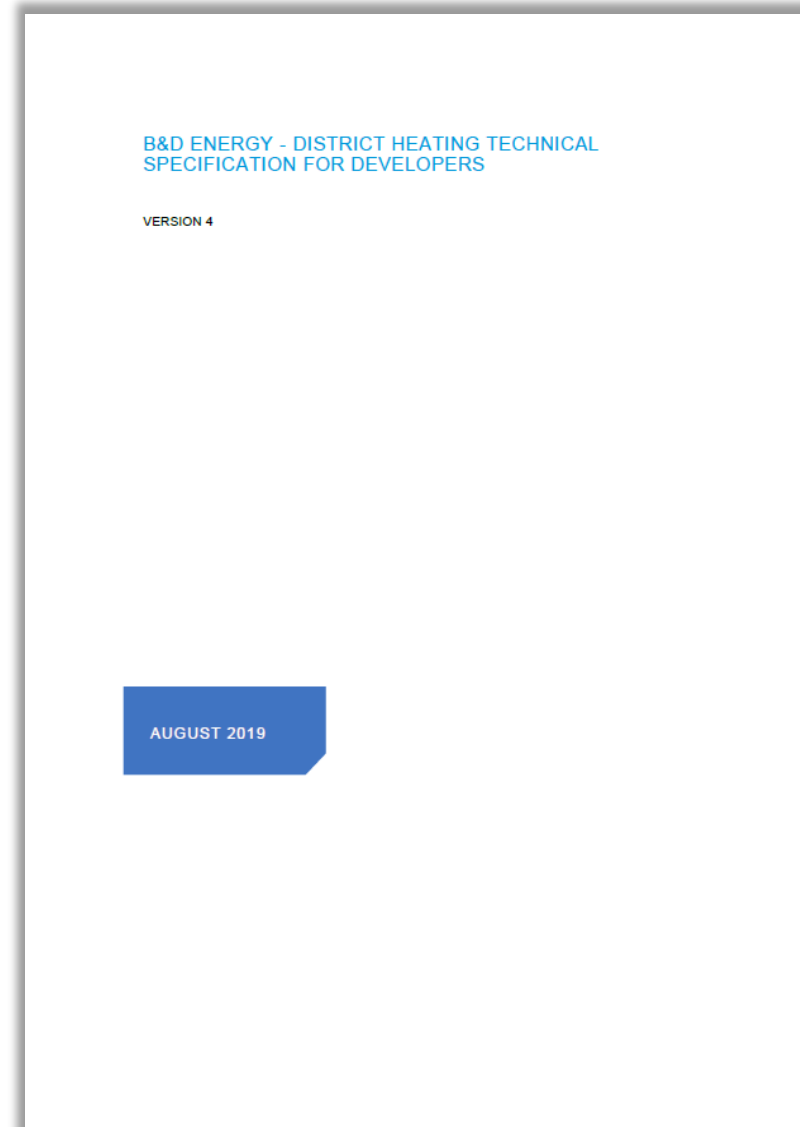 B&D ENERGY - DISTRICT HEATING TECHNICAL
SPECIFICATION FOR DEVELOPERS
VERSION 4
AUGUST 2019